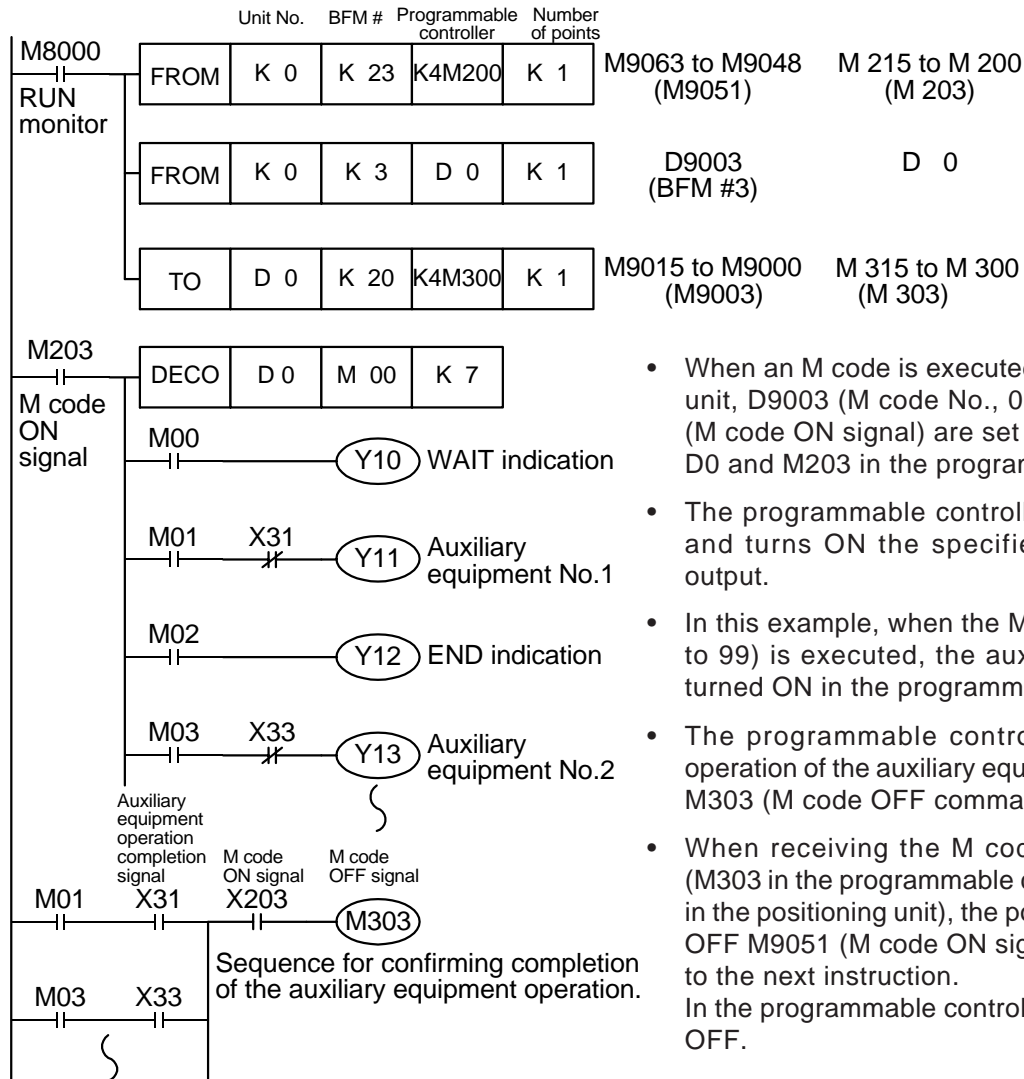 Unit No. BFM # Programmable controller Number of points
M8000
FROM K 0 K 23 K4M200 K 1 M9063 to M9048 M 215 to M 200
(M9051) (M 203)
RUN
monitor
FROM K 0 K 3 D 0 K 1 D9003 D 0
(BFM #3)
TO D 0 K 20 K4M300 K 1 M9015 to M9000 M 315 to M 300
(M9003) (M 303)
M203
DECO D 0 M 00 K 7
M code
ON
signal
M00
Y10 WAIT indication
M01 X31
Y11 Auxiliary
equipment No.1
M02
Y12 END indication
M03 X33
Y13 Auxiliary
equipment No.2
Auxiliary
equipment
operation
completion
signal
M code
ON signal
M code
OFF signal
M01 X31 X203
M303
Sequence for confirming completion
of the auxiliary equipment operation.
M03 X33
• When an M code is execute
unit, D9003 (M code No., 0
(M code ON signal) are set
D0 and M203 in the program
• The programmable controll
and turns ON the specifie
output.
• In this example, when the M
to 99) is executed, the aux
turned ON in the programm
• The programmable contro
operation of the auxiliary equ
M303 (M code OFF comma
• When receiving the M cod
(M303 in the programmable c
in the positioning unit), the po
OFF M9051 (M code ON sig
to the next instruction.
In the programmable control
OFF.